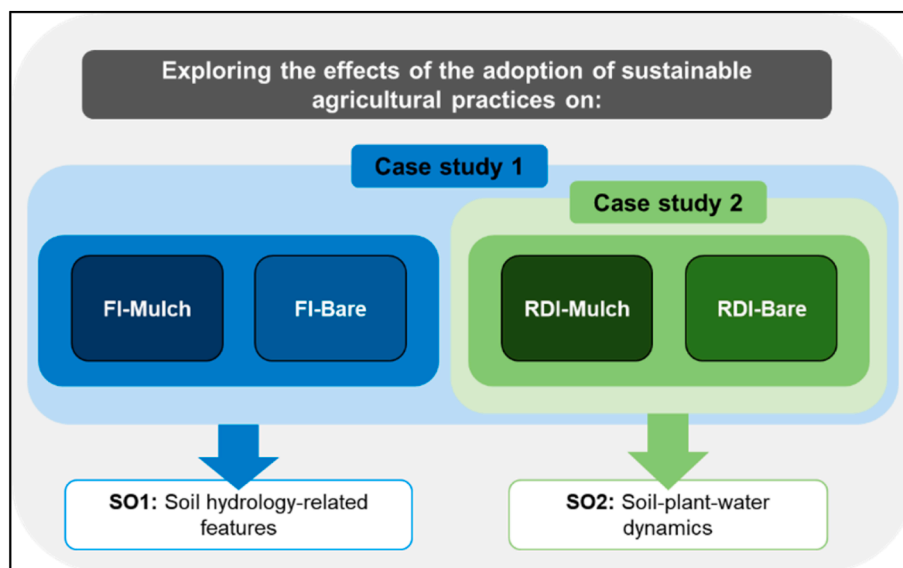 Exploring the effects of the adoption of sustainable
agricultural practices on:
Case study 1
Case study 2
FI-Mulch
FI-Bare
RDI-Mulch
RDI-Bare
SO1: Soil hydrology-related
features
SO2: Soil-plant-water
dynamics